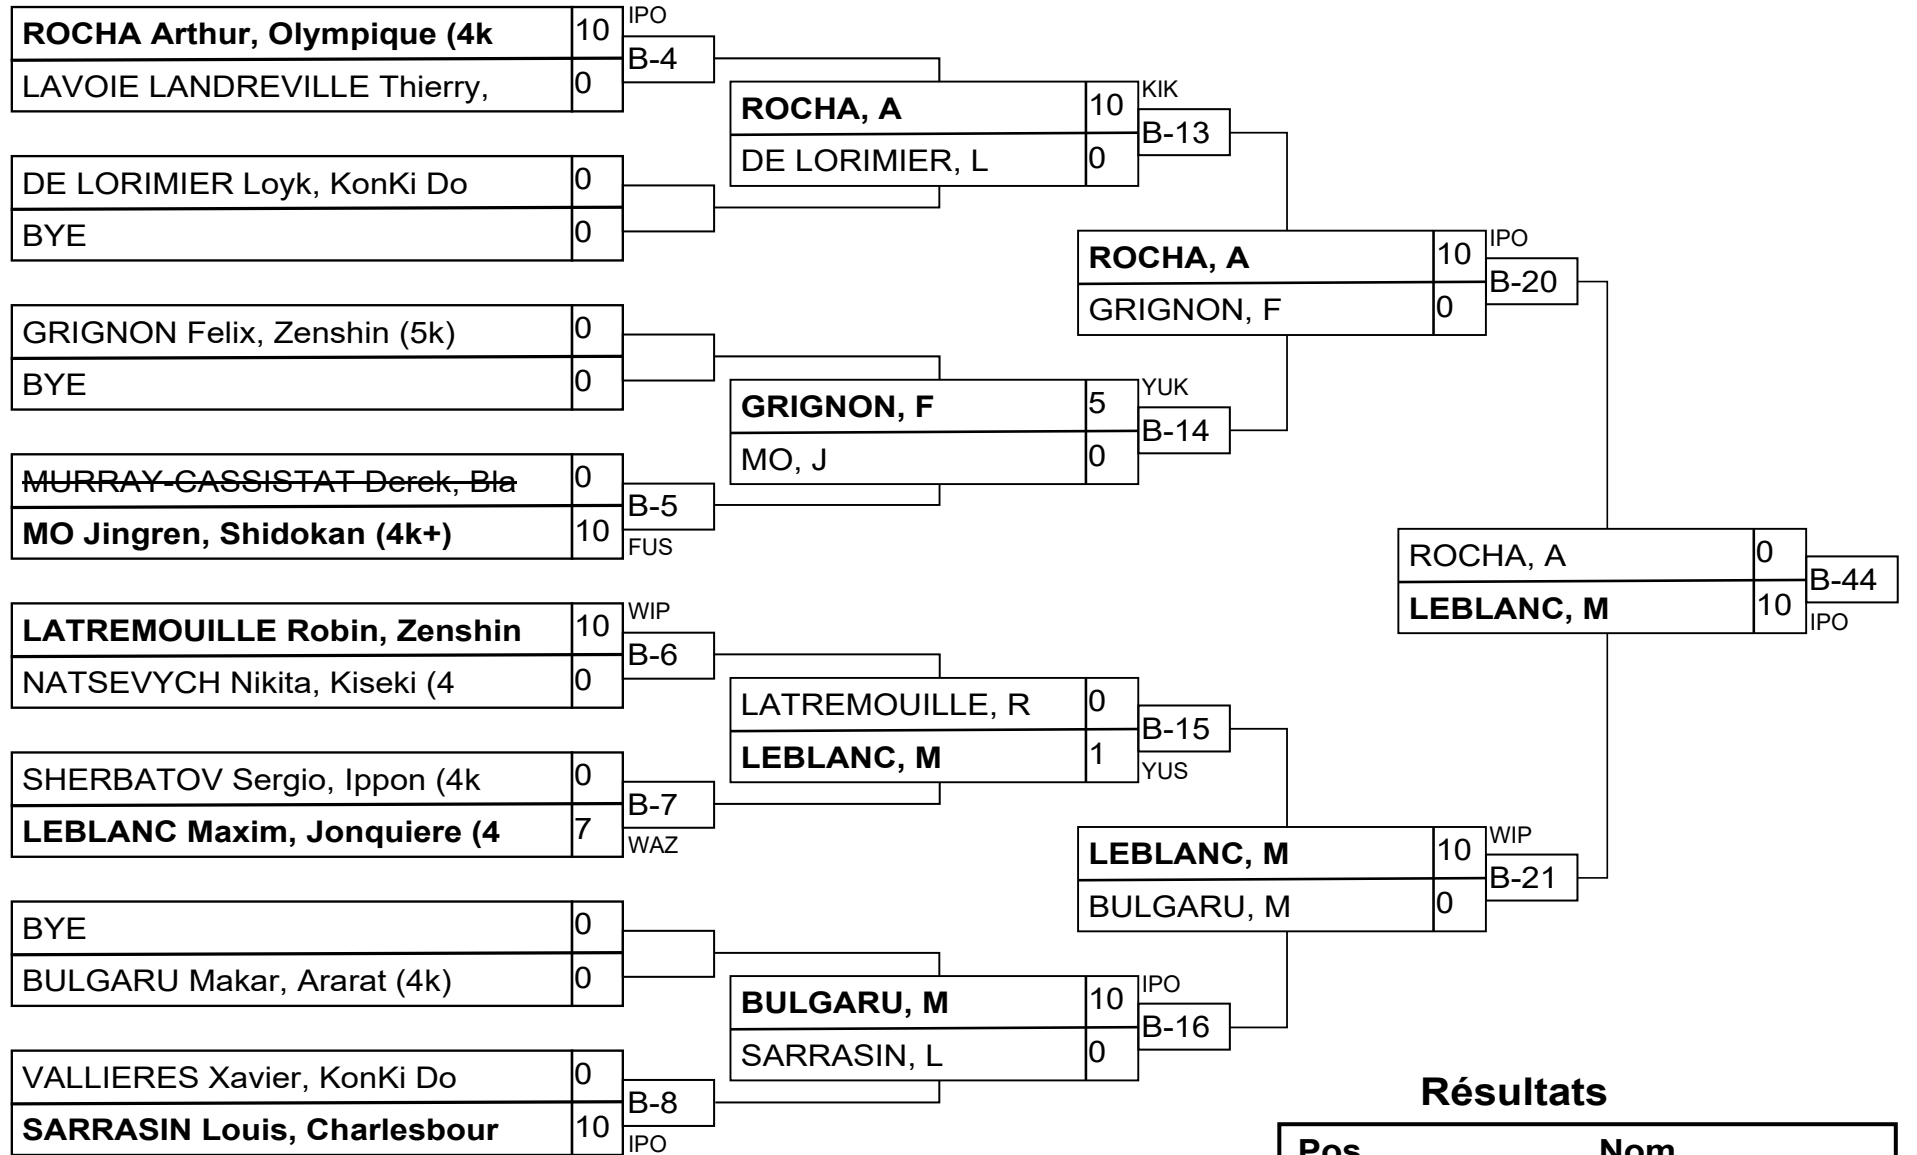 IPO
ROCHA Arthur, Olympique (4k 10
B-4
LAVOIE LANDREVILLE Thierry, 0
DE LORIMIER Loyk, KonKi Do 0
BYE 0
GRIGNON Felix, Zenshin (5k) 0
BYE 0
MURRAY-CASSISTAT Derek, Bla 0
B-5
MO Jingren, Shidokan (4k+) 10
FUS
WIP
LATREMOUILLE Robin, Zenshin 10
B-6
NATSEVYCH Nikita, Kiseki (4 0
SHERBATOV Sergio, Ippon (4k 0
B-7
LEBLANC Maxim, Jonquiere (4 7
WAZ
BYE 0
BULGARU Makar, Ararat (4k) 0
VALLIERES Xavier, KonKi Do 0
B-8
SARRASIN Louis, Charlesbour 10
IPO
KIK
ROCHA, A 10
B-13
DE LORIMIER, L 0
YUK
GRIGNON, F 5
B-14
MO, J 0
LATREMOUILLE, R 0
B-15
LEBLANC, M 1
YUS
IPO
BULGARU, M 10
B-16
SARRASIN, L 0
IPO
ROCHA, A 10
B-20
GRIGNON, F 0
WIP
LEBLANC, M 10
B-21
BULGARU, M 0
ROCHA, A 0
B-44
LEBLANC, M 10
IPO
Résultats
Pos Nom